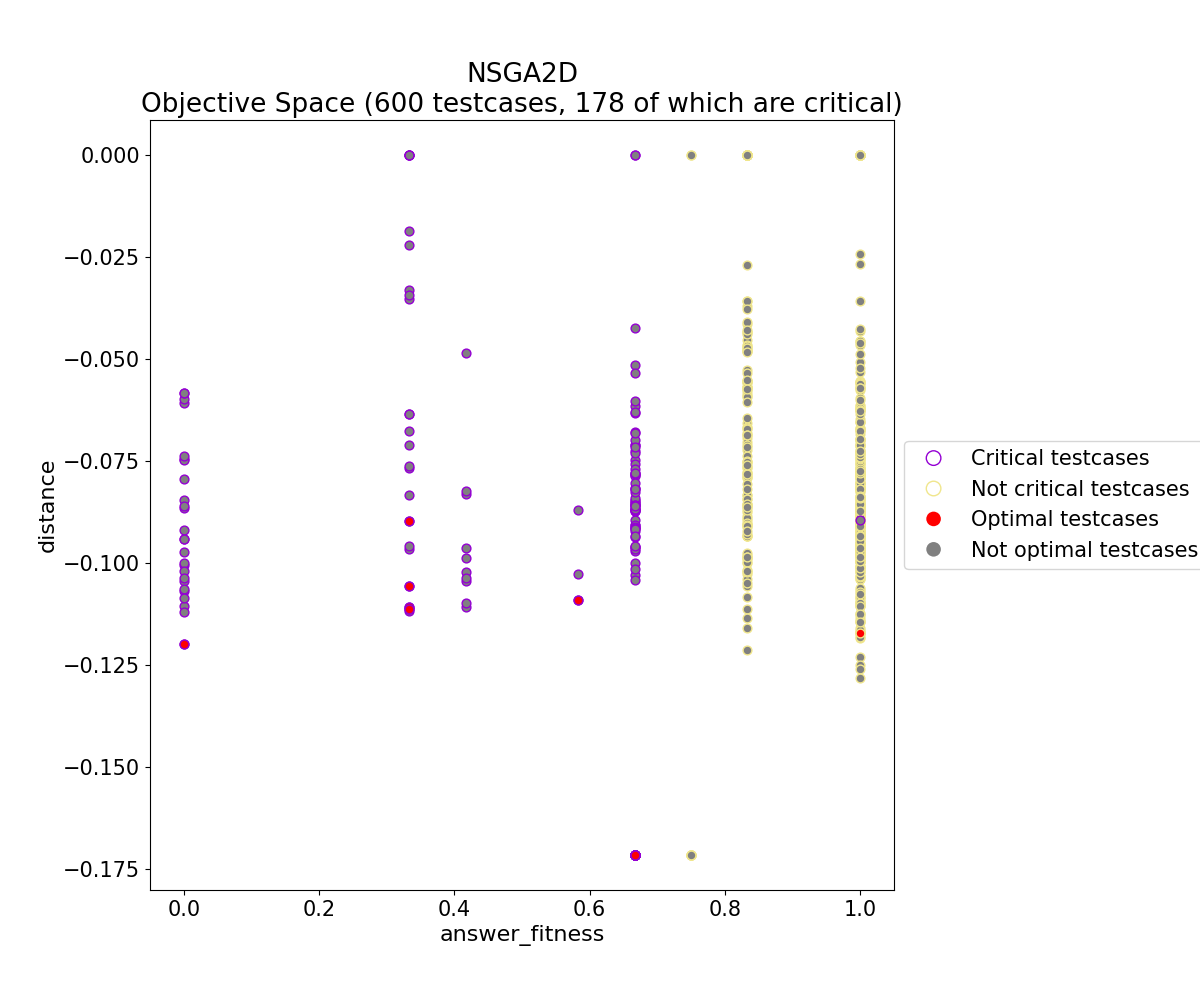 NSGA2D
Objective Space (600 testcases, 178 of which are critical)
0.000
−0.025
−0.050
−0.075
−0.100
−0.125
−0.150
−0.175
distance
0.0 0.2 0.4 0.6 0.8 1.0
answer_fitness
Critical testcases
Not critical testcases
Optimal testcases
Not optimal testcases